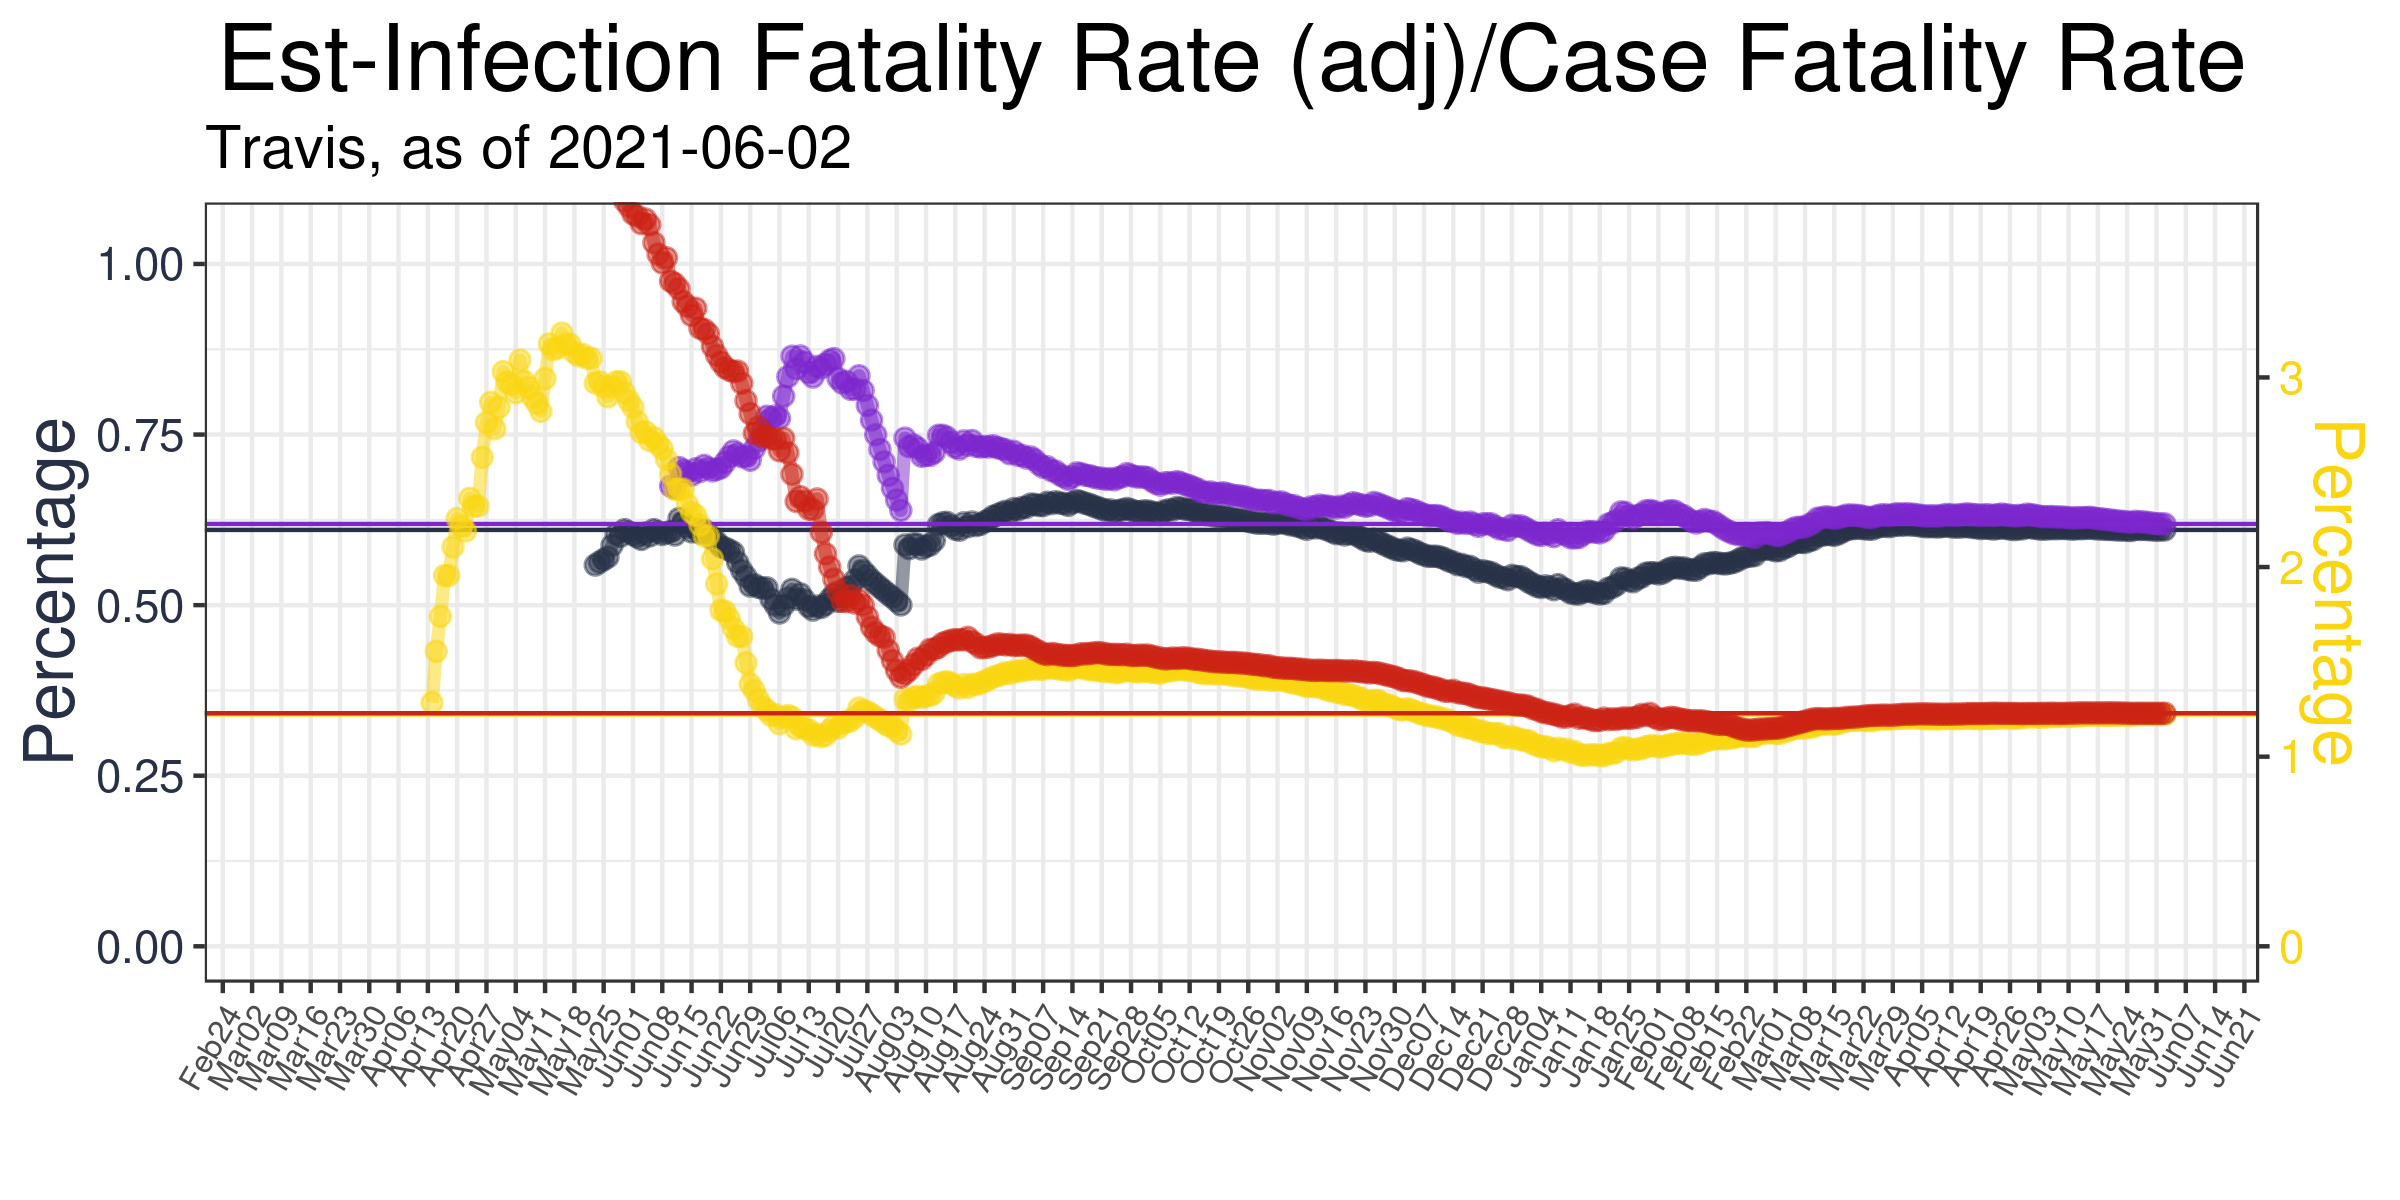 Est-Infection Fatality Rate (adj)/Case Fatality Rate
Travis, as of 2021-06-02
Percentage
1.00
0.75
0.50
0.25
0.00
3
2
1
0
Percentage
Feb24
Mar02
Mar09
Mar16
Mar23
Mar30
Apr06
Apr13
Apr20
Apr27
May04
May11
May18
May25
Jun01
Jun08
Jun15
Jun22
Jun29
Jul06
Jul13
Jul20
Jul27
Aug03
Aug10
Aug17
Aug24
Aug31
Sep07
Sep14
Sep21
Sep28
Oct05
Oct12
Oct19
Oct26
Nov02
Nov09
Nov16
Nov23
Nov30
Dec07
Dec14
Dec21
Dec28
Jan04
Jan11
Jan18
Jan25
Feb01
Feb08
Feb15
Feb22
Mar01
Mar08
Mar15
Mar22
Mar29
Apr05
Apr12
Apr19
Apr26
May03
May10
May17
May24
May31
Jun07
Jun14
Jun21